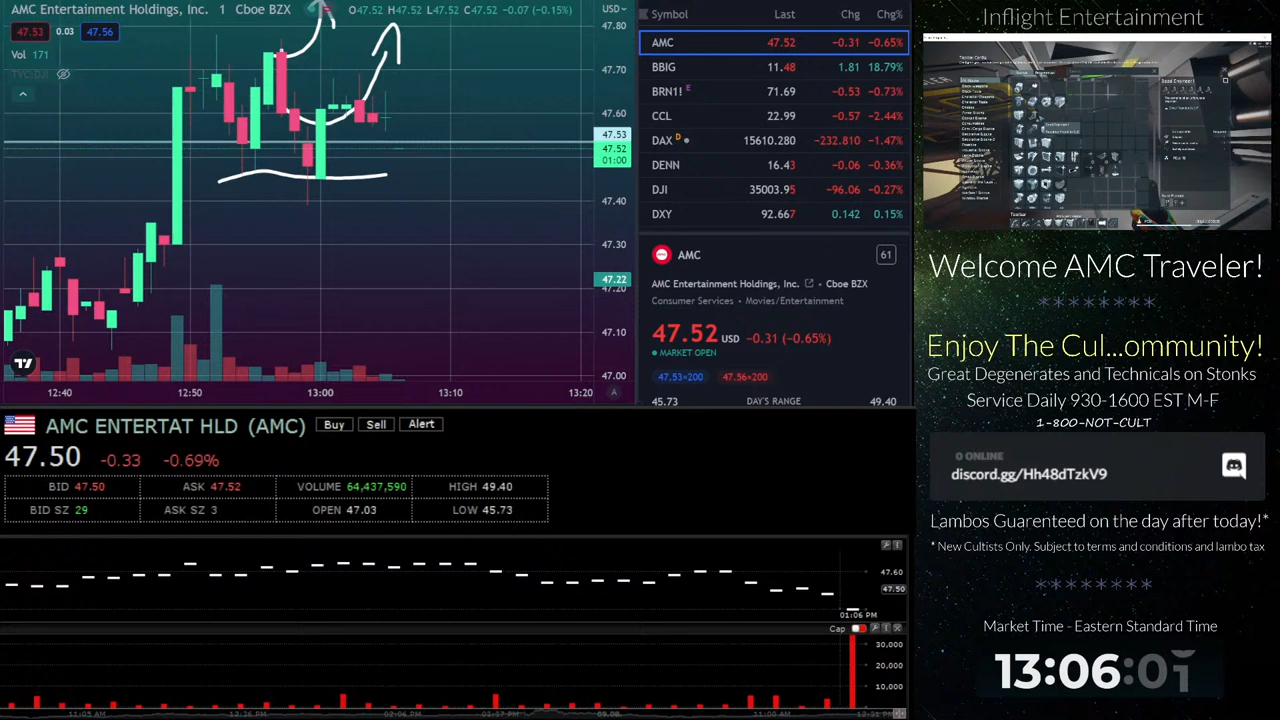 AMC Entertainment Holdings, Inc. · 1 · Cboe BZX
O47.52 H47.52 L47.52 C47.52 −0.07 (−0.15%)
USD
47.53 0.03 47.56
Vol 171
TVC:DJI
47.80
47.70
47.60
47.53
47.52
01:00
47.40
47.30
47.22
47.20
47.10
47.00
12:40 12:50 13:00 13:10 13:20 A
Symbol Last Chg Chg%
AMC 47.52 −0.31 −0.65%
BBIG 11.48 1.81 18.79%
BRN1! E 71.69 −0.53 −0.73%
CCL 22.92 −0.57 −2.44%
DAX D 15610.280 −232.810 −1.47%
DENN 16.43 −0.06 −0.36%
DJI 35003.95 −96.06 −0.27%
DXY 92.667 0.142 0.15%
AMC 61
AMC Entertainment Holdings, Inc. · Cboe BZX
Consumer Services · Movies/Entertainment
47.52 USD −0.31 (−0.65%)
MARKET OPEN
47.53×200 47.56×200
45.73 DAY'S RANGE 49.40
AMC ENTERTAT HLD (AMC) Buy Sell Alert
47.50 -0.33 -0.69%
BID 47.50 ASK 47.52 VOLUME 64,437,590 HIGH 49.40
BID SZ 29 ASK SZ 3 OPEN 47.03 LOW 45.73
47.60
47.50
01:06 PM
Cap
30,000
20,000
10,000
Inflight Entertainment
Welcome AMC Traveler!
*******
Enjoy The Cul...ommunity!
Great Degenerates and Technicals on Stonks
Service Daily 930-1600 EST M-F
1-800-NOT-CULT
0 ONLINE
discord.gg/Hh48dTzkV9
Lambos Guarenteed on the day after today!*
* New Cultists Only. Subject to terms and conditions and lambo tax
********
Market Time - Eastern Standard Time
13:06:01